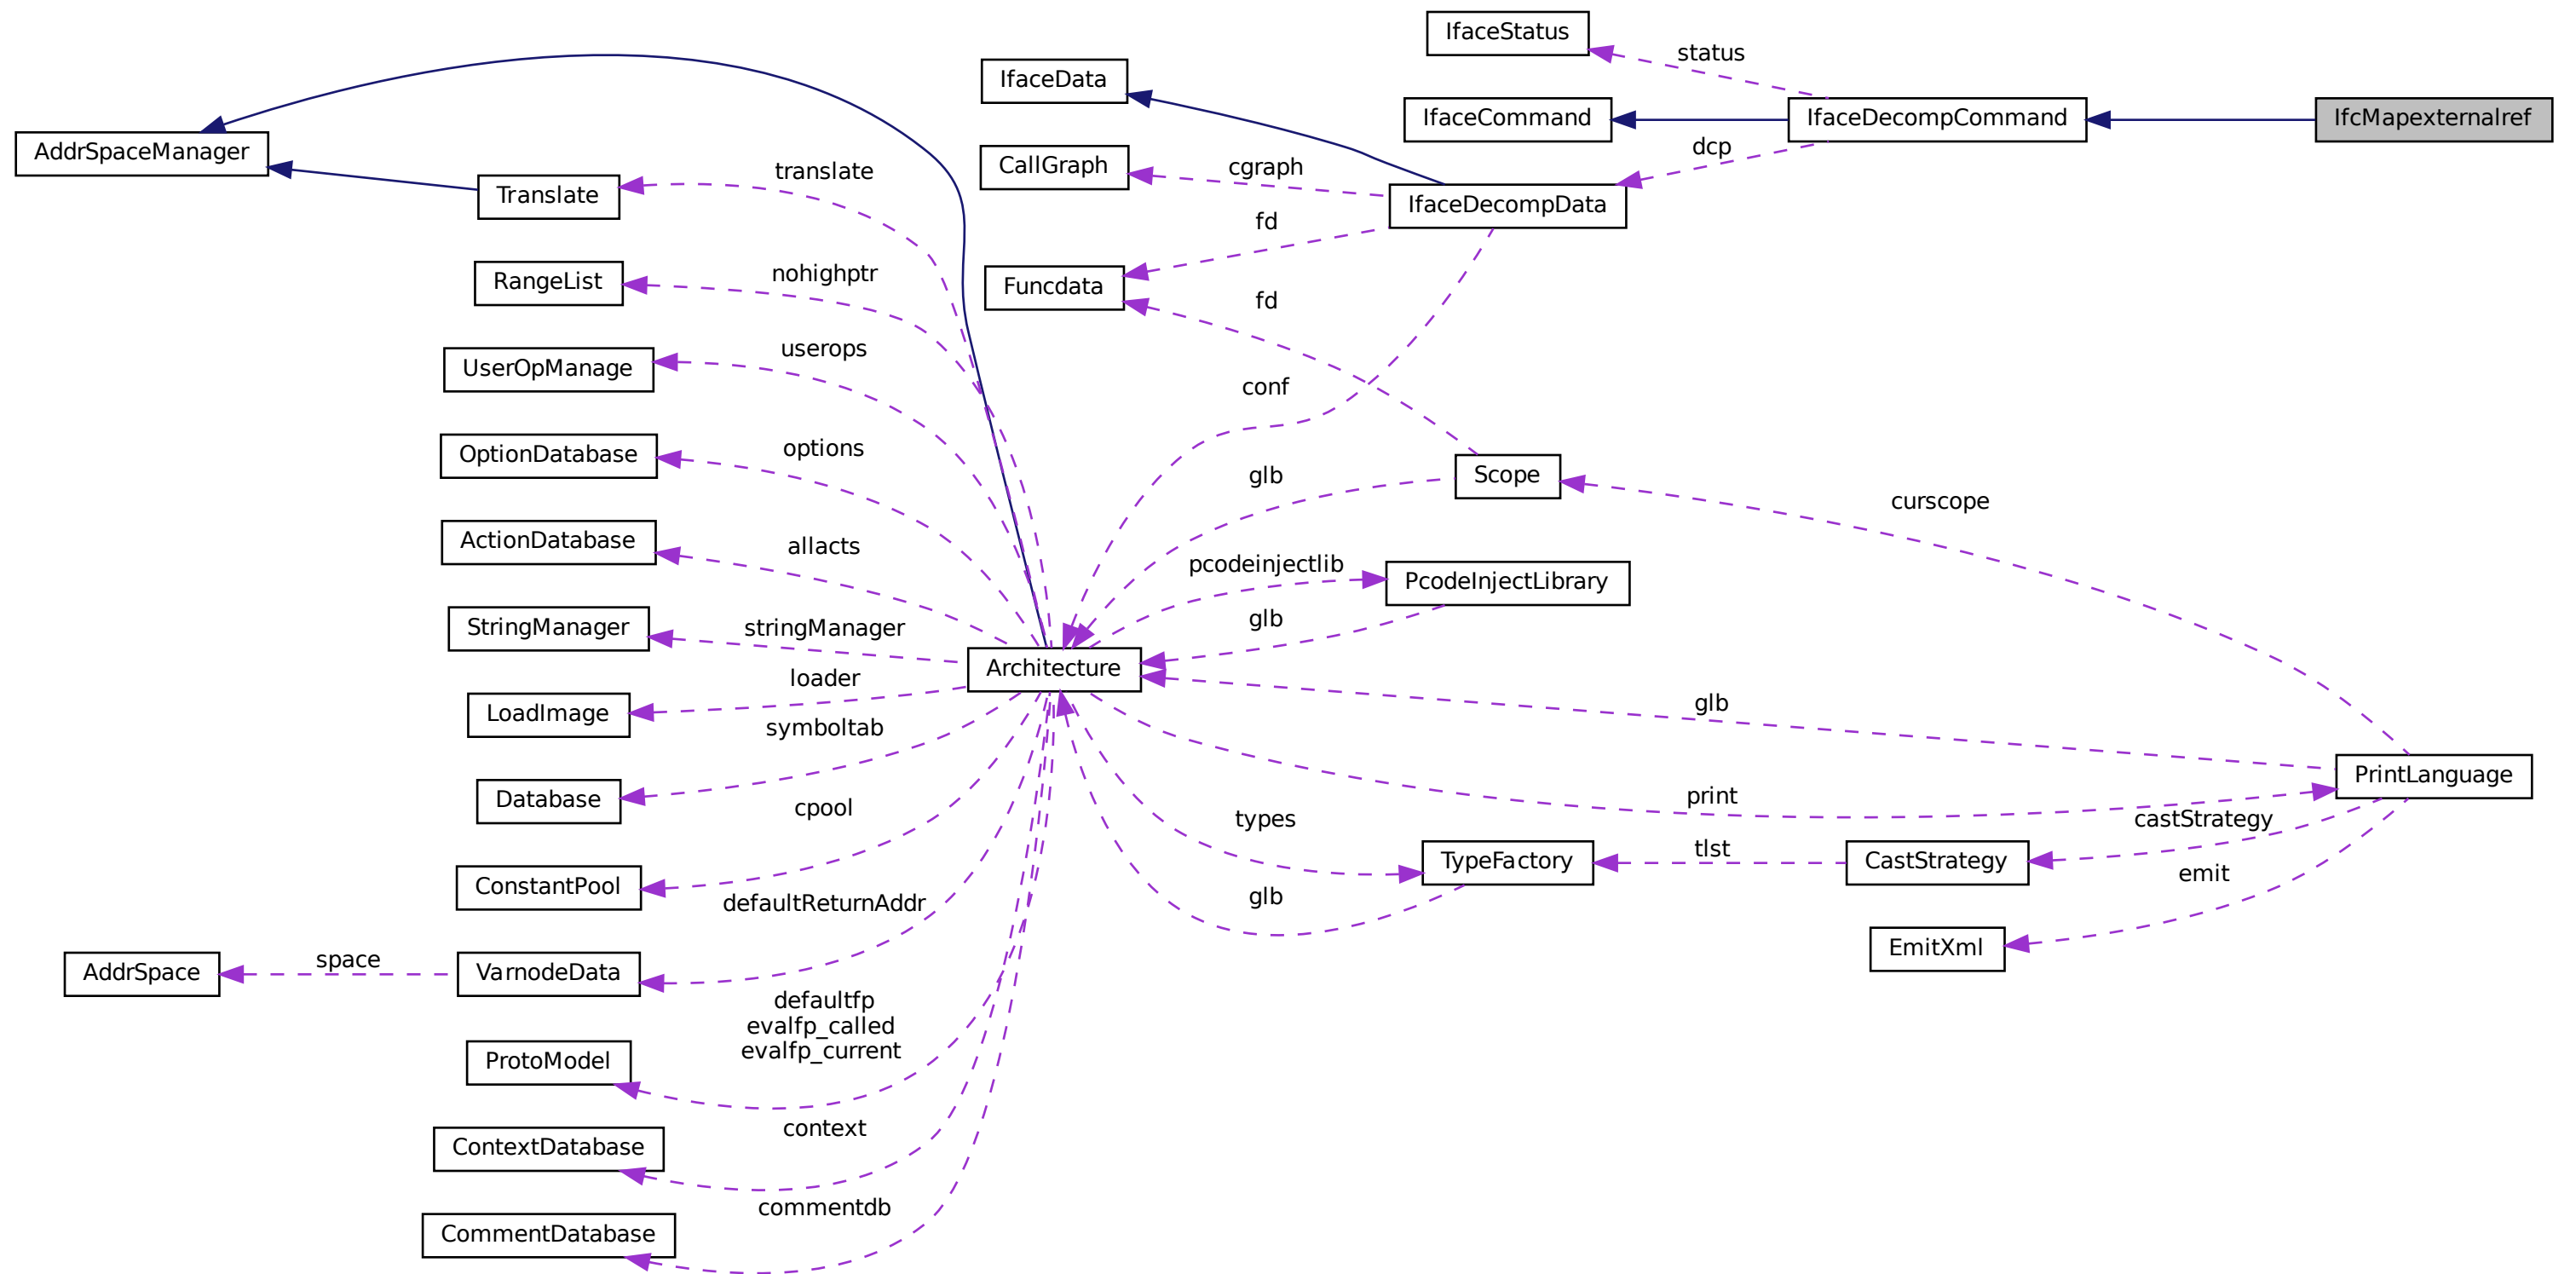 IfaceStatus
status
IfaceData
IfaceCommand
IfaceDecompCommand
IfcMapexternalref
AddrSpaceManager
dcp
CallGraph
cgraph
translate
Translate
IfaceDecompData
fd
RangeList
nohighptr
Funcdata
fd
userops
UserOpManage
conf
options
OptionDatabase
glb
Scope
curscope
allacts
ActionDatabase
pcodeinjectlib
PcodeInjectLibrary
stringManager
StringManager
glb
Architecture
loader
LoadImage
glb
symboltab
PrintLanguage
Database
print
cpool
types
castStrategy
tlst
TypeFactory
CastStrategy
ConstantPool
emit
defaultReturnAddr
glb
EmitXml
space
AddrSpace
VarnodeData
defaultfp
evalfp_called
evalfp_current
ProtoModel
context
ContextDatabase
commentdb
CommentDatabase